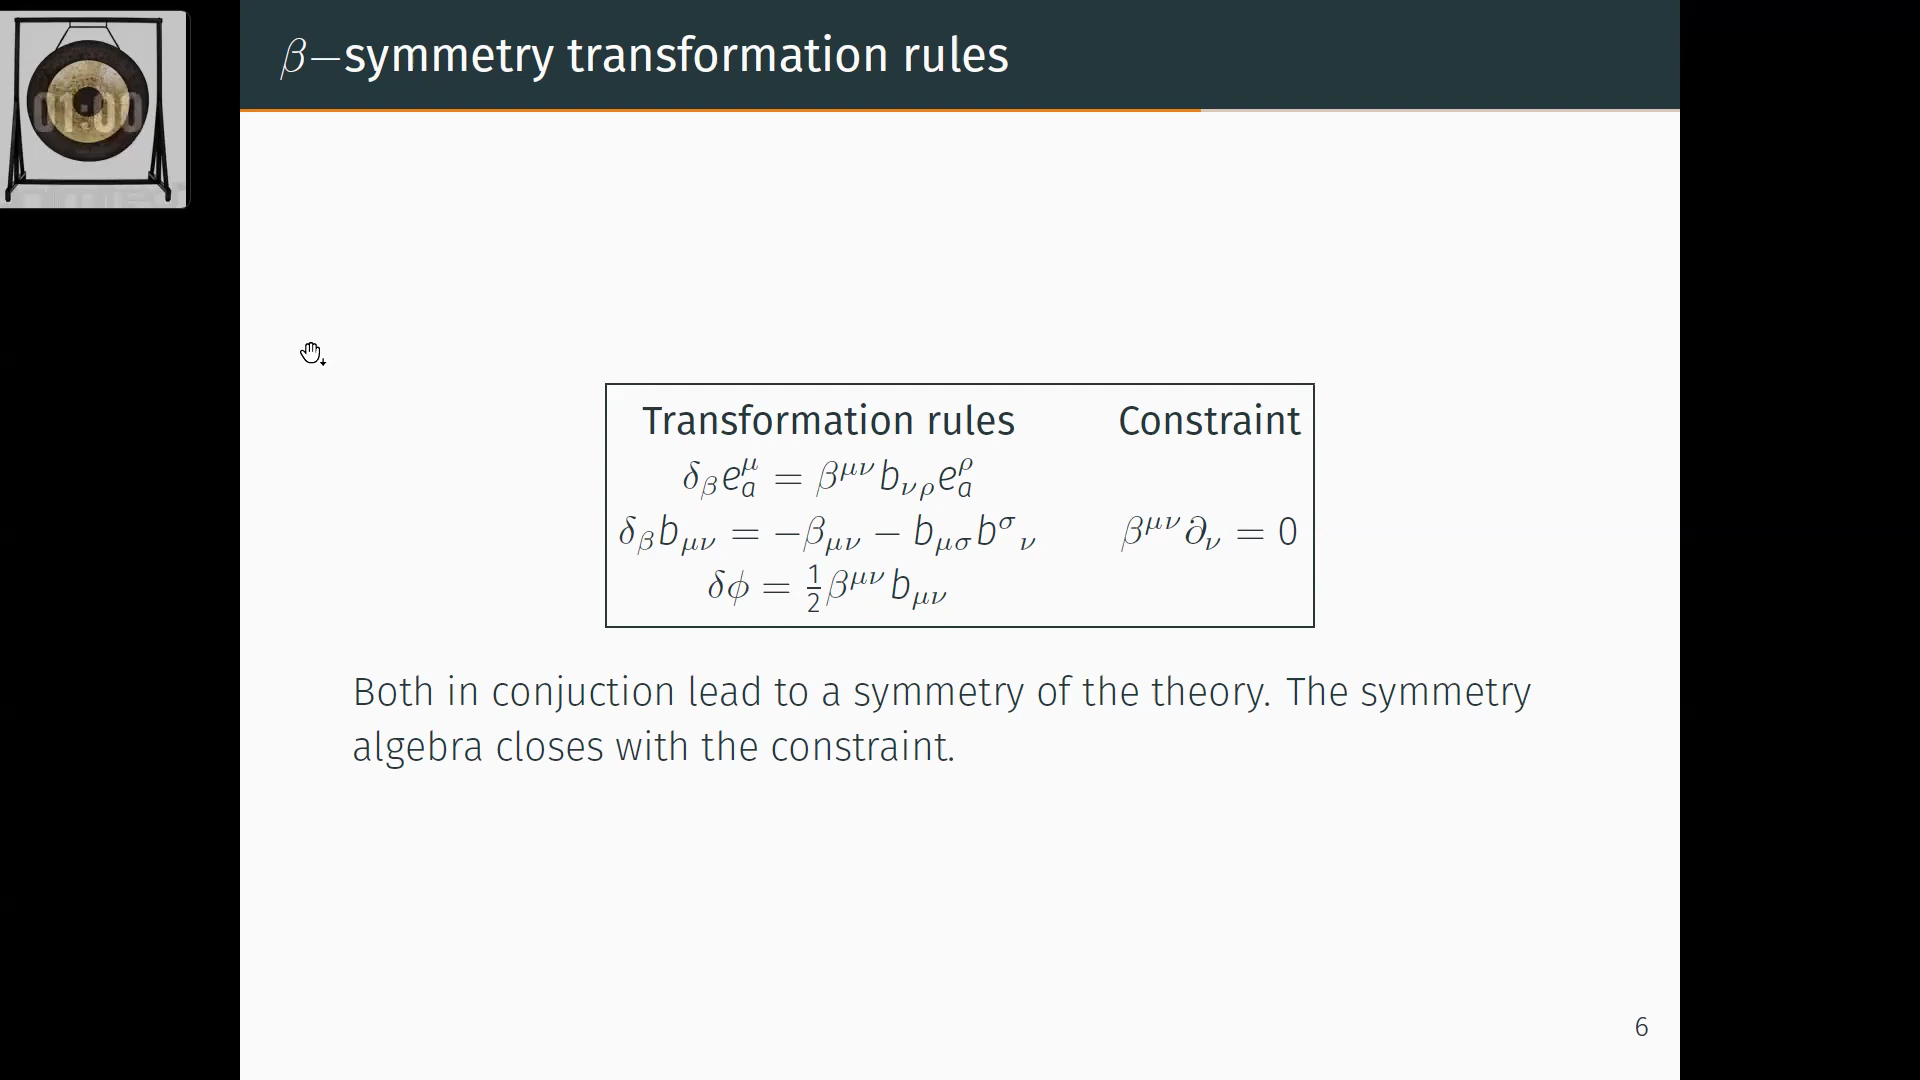 β−symmetry transformation rules
01:00
Transformation rules Constraint
δ_β e_a^μ = β^{μν} b_{νρ} e_a^ρ
δ_β b_{μν} = −β_{μν} − b_{μσ} b^σ_ν β^{μν} ∂_ν = 0
δϕ = ½ β^{μν} b_{μν}
Both in conjuction lead to a symmetry of the theory. The symmetry
algebra closes with the constraint.
6